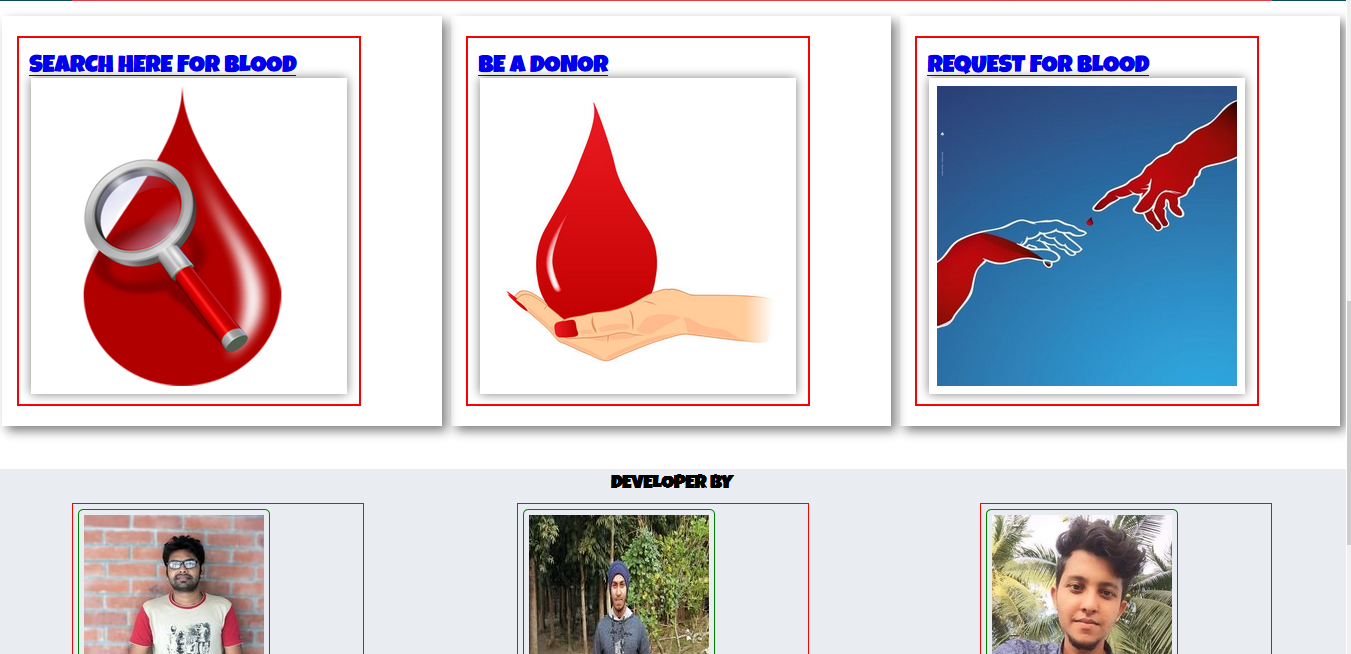 SEARCH HERE FOR BLOOD
BE A DONOR
REQUEST FOR BLOOD
DEVELOPER BY